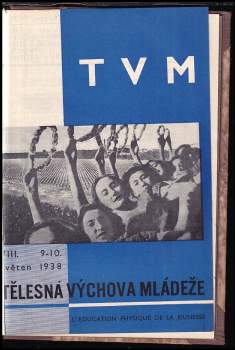 TVM
VIII. 9-10.
květen 1938
TĚLESNÁ VÝCHOVA MLÁDEŽE
L'ÉDUCATION PHYSIQUE DE LA JEUNESSE